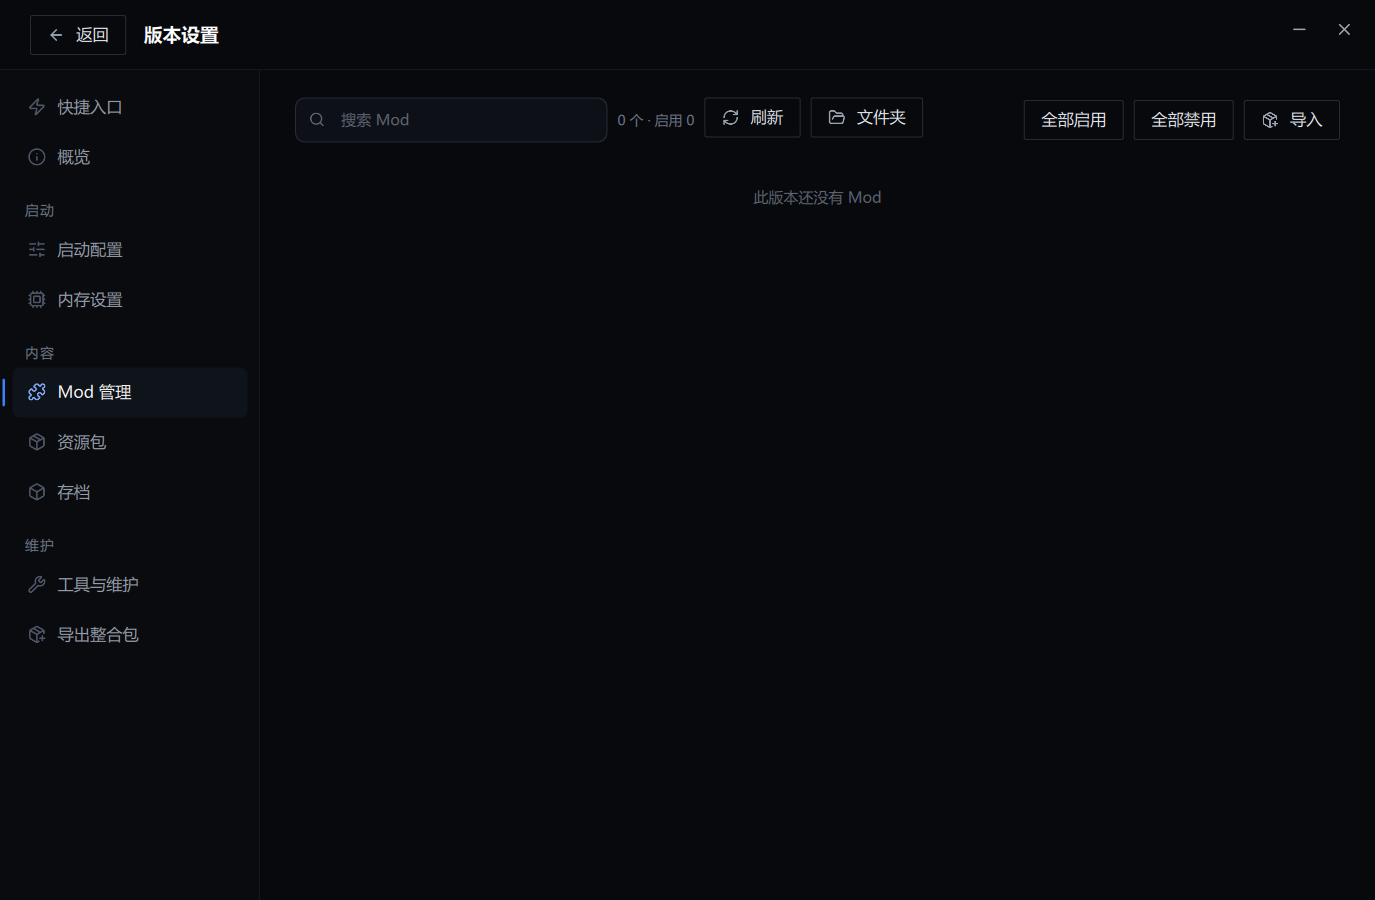 返回
版本设置
快捷入口
概览
启动
启动配置
内存设置
内容
Mod 管理
资源包
存档
维护
工具与维护
导出整合包
搜索 Mod
0 个 · 启用 0
刷新
文件夹
全部启用
全部禁用
导入
此版本还没有 Mod